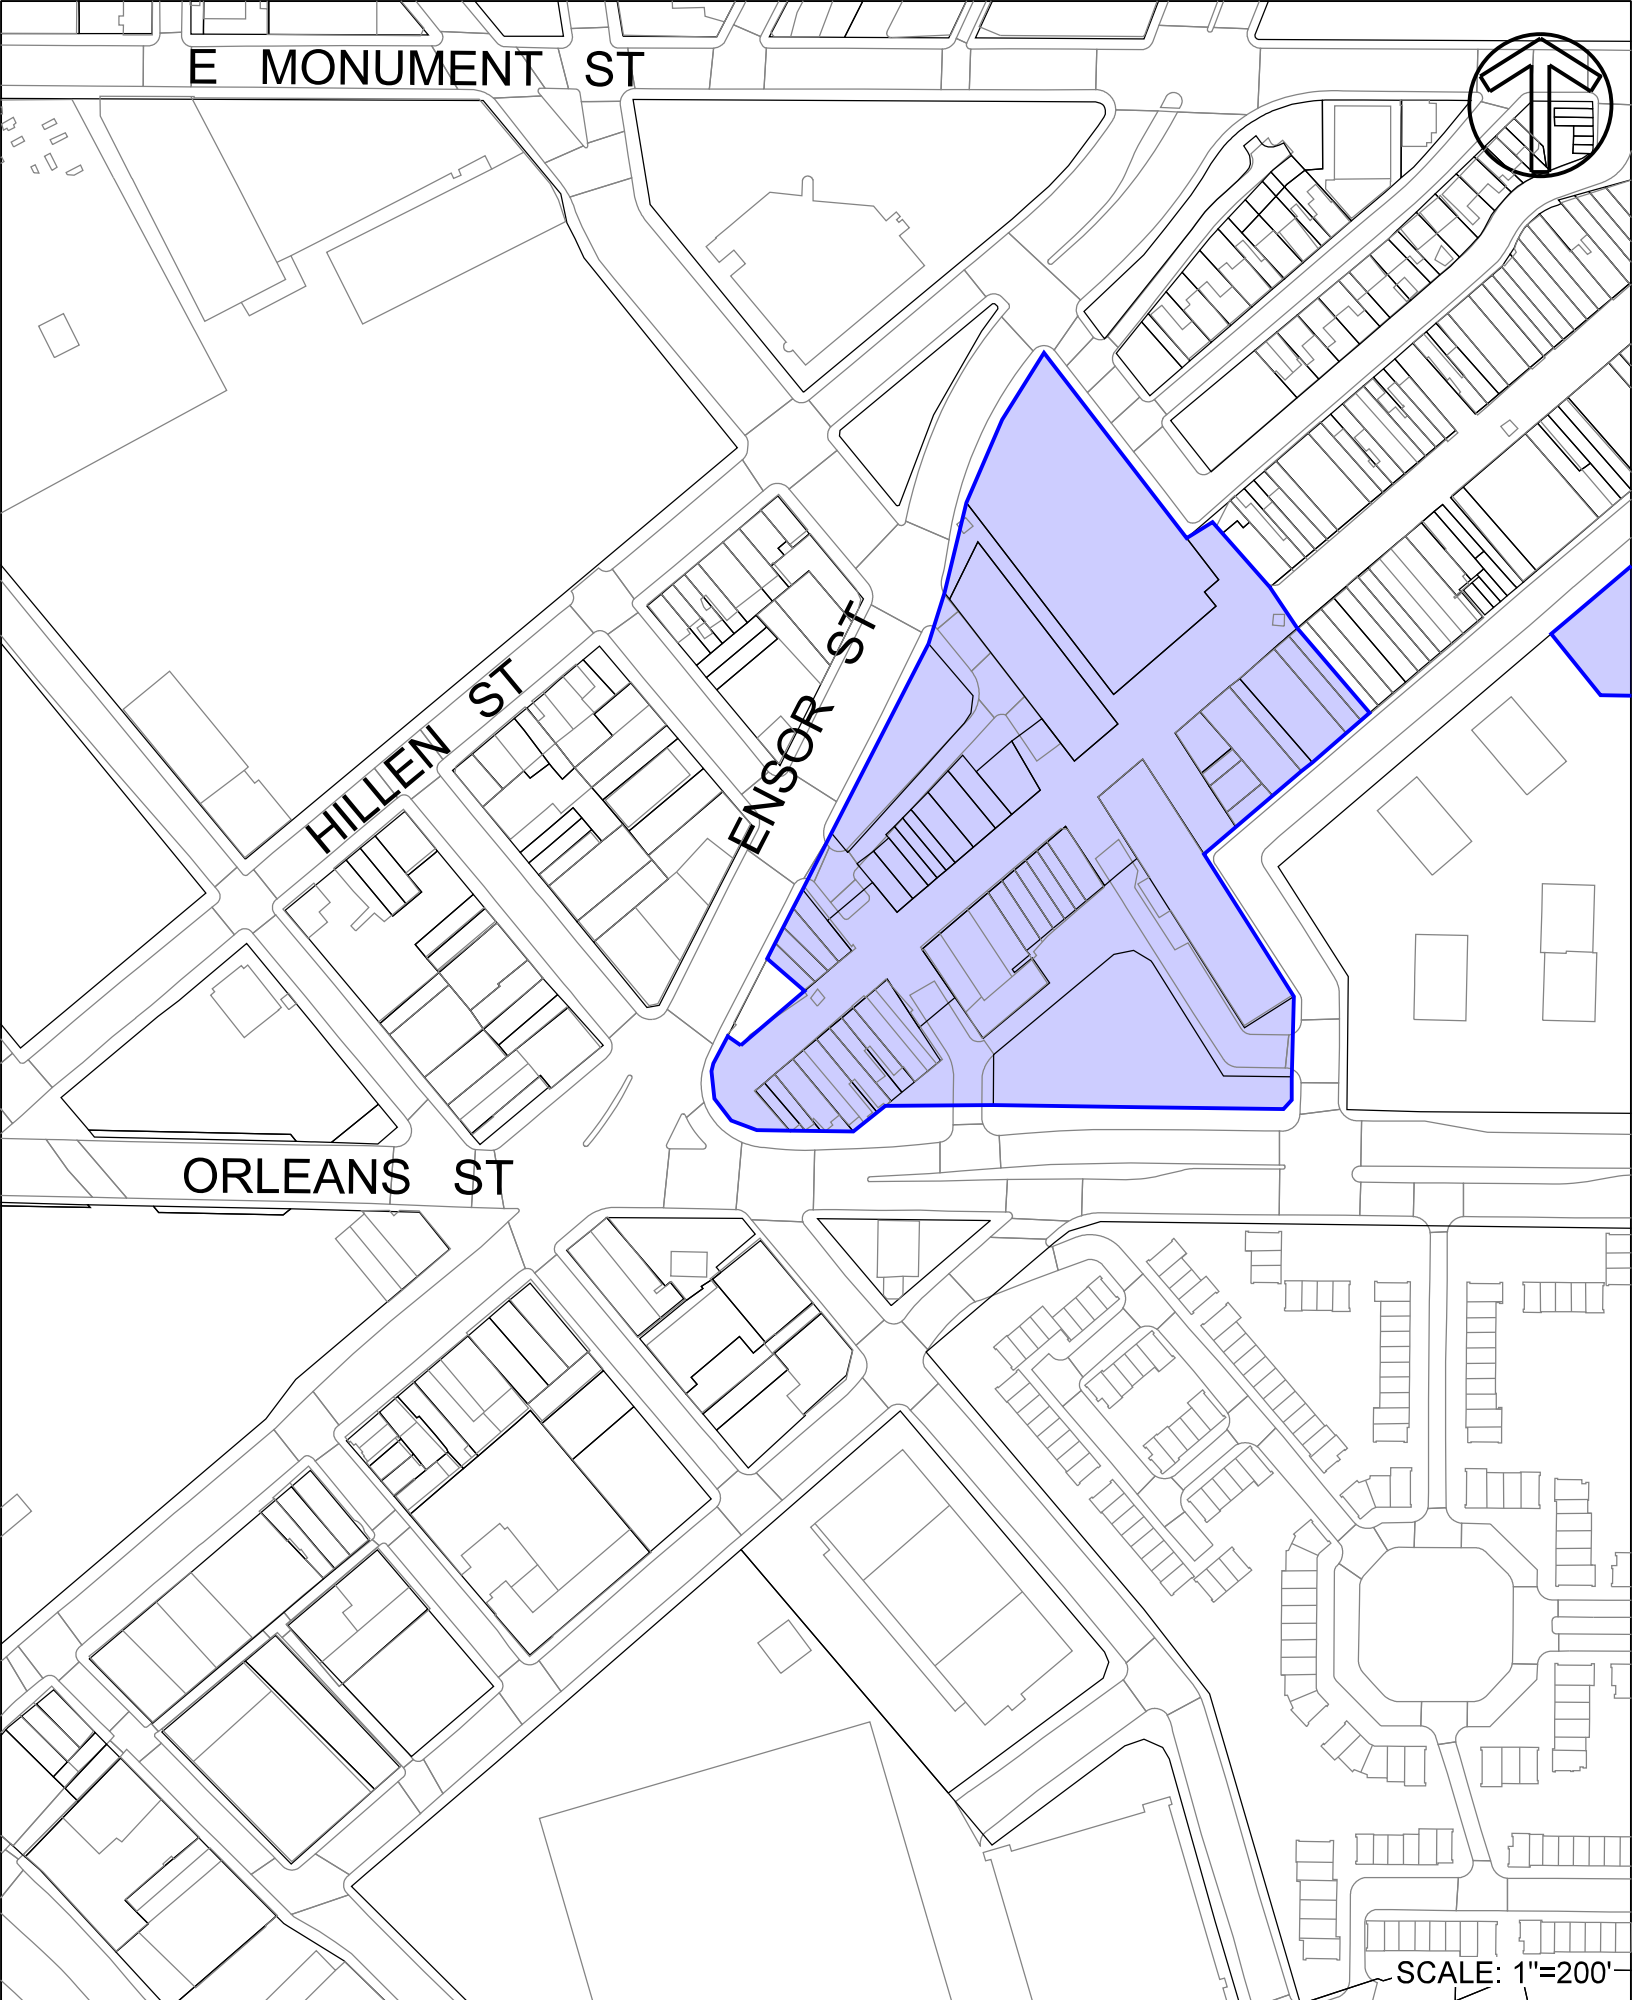 E MONUMENT ST
HILLEN ST
ENSOR ST
ORLEANS ST
SCALE: 1"=200'